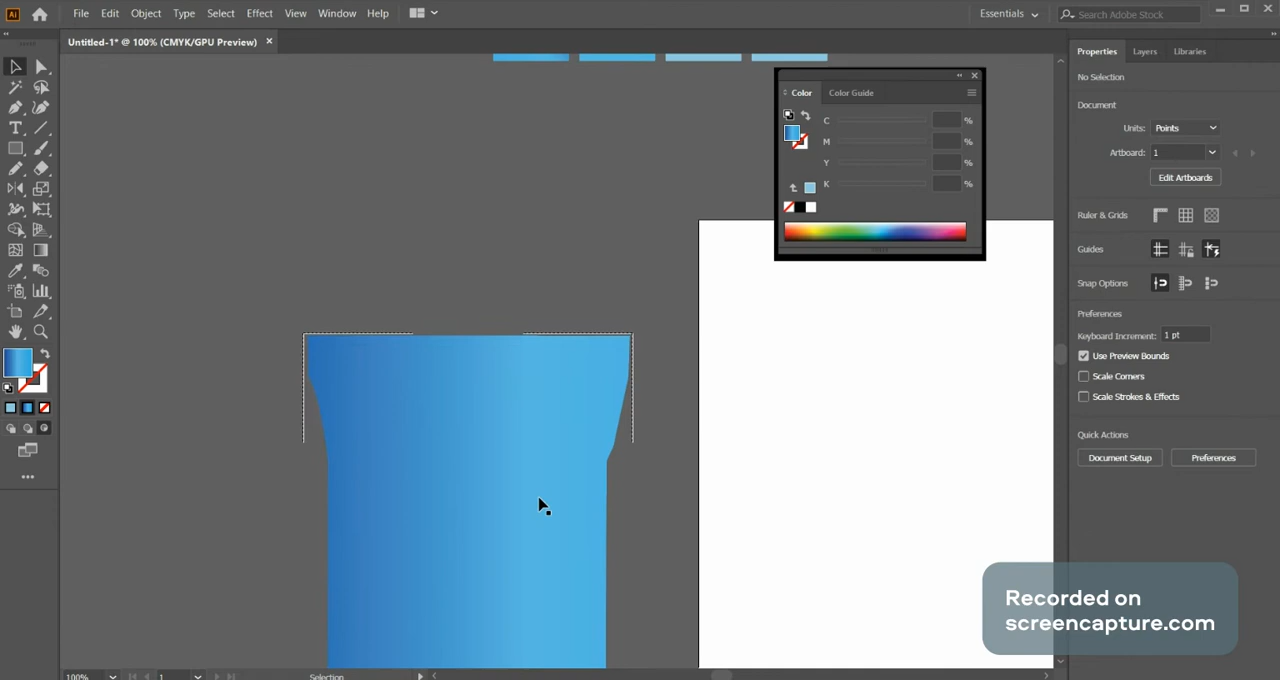 Ai
File Edit Object Type Select Effect View Window Help
Essentials
Search Adobe Stock
Untitled-1* @ 100% (CMYK/GPU Preview)
Color Color Guide
C %
M %
Y %
K %
Properties Layers Libraries
No Selection
Document
Units: Points
Artboard: 1
Edit Artboards
Ruler & Grids
Guides
Snap Options
Preferences
Keyboard Increment: 1 pt
Use Preview Bounds
Scale Corners
Scale Strokes & Effects
Quick Actions
Document Setup Preferences
Recorded on
screencapture.com
100% 1 Selection